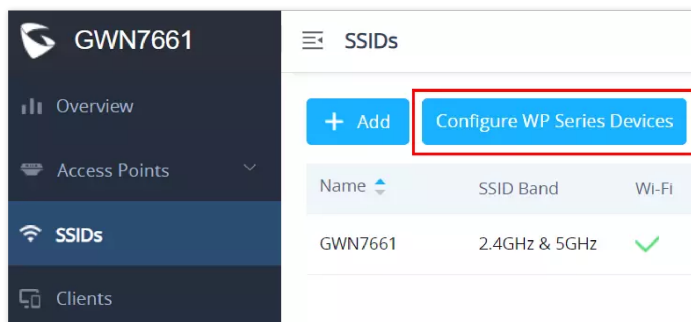 GWN7661
SSIDs
Overview
+ Add
Configure WP Series Devices
Access Points
Name
SSID Band
Wi-Fi
SSIDs
GWN7661
2.4GHz & 5GHz
Clients